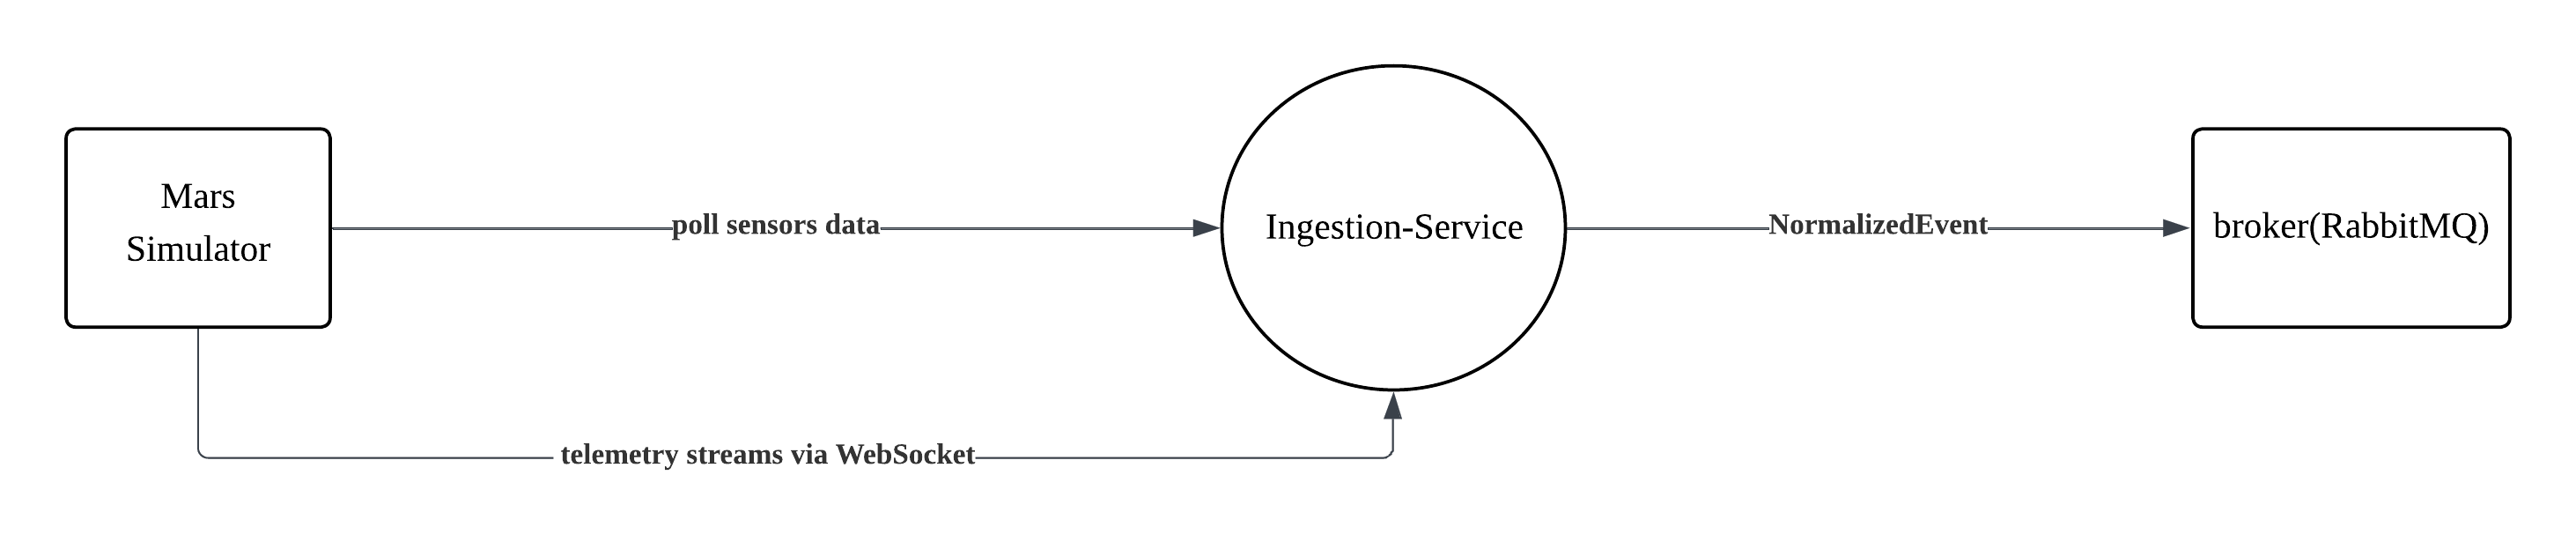 Mars
Simulator
poll sensors data
Ingestion-Service
NormalizedEvent
broker(RabbitMQ)
telemetry streams via WebSocket